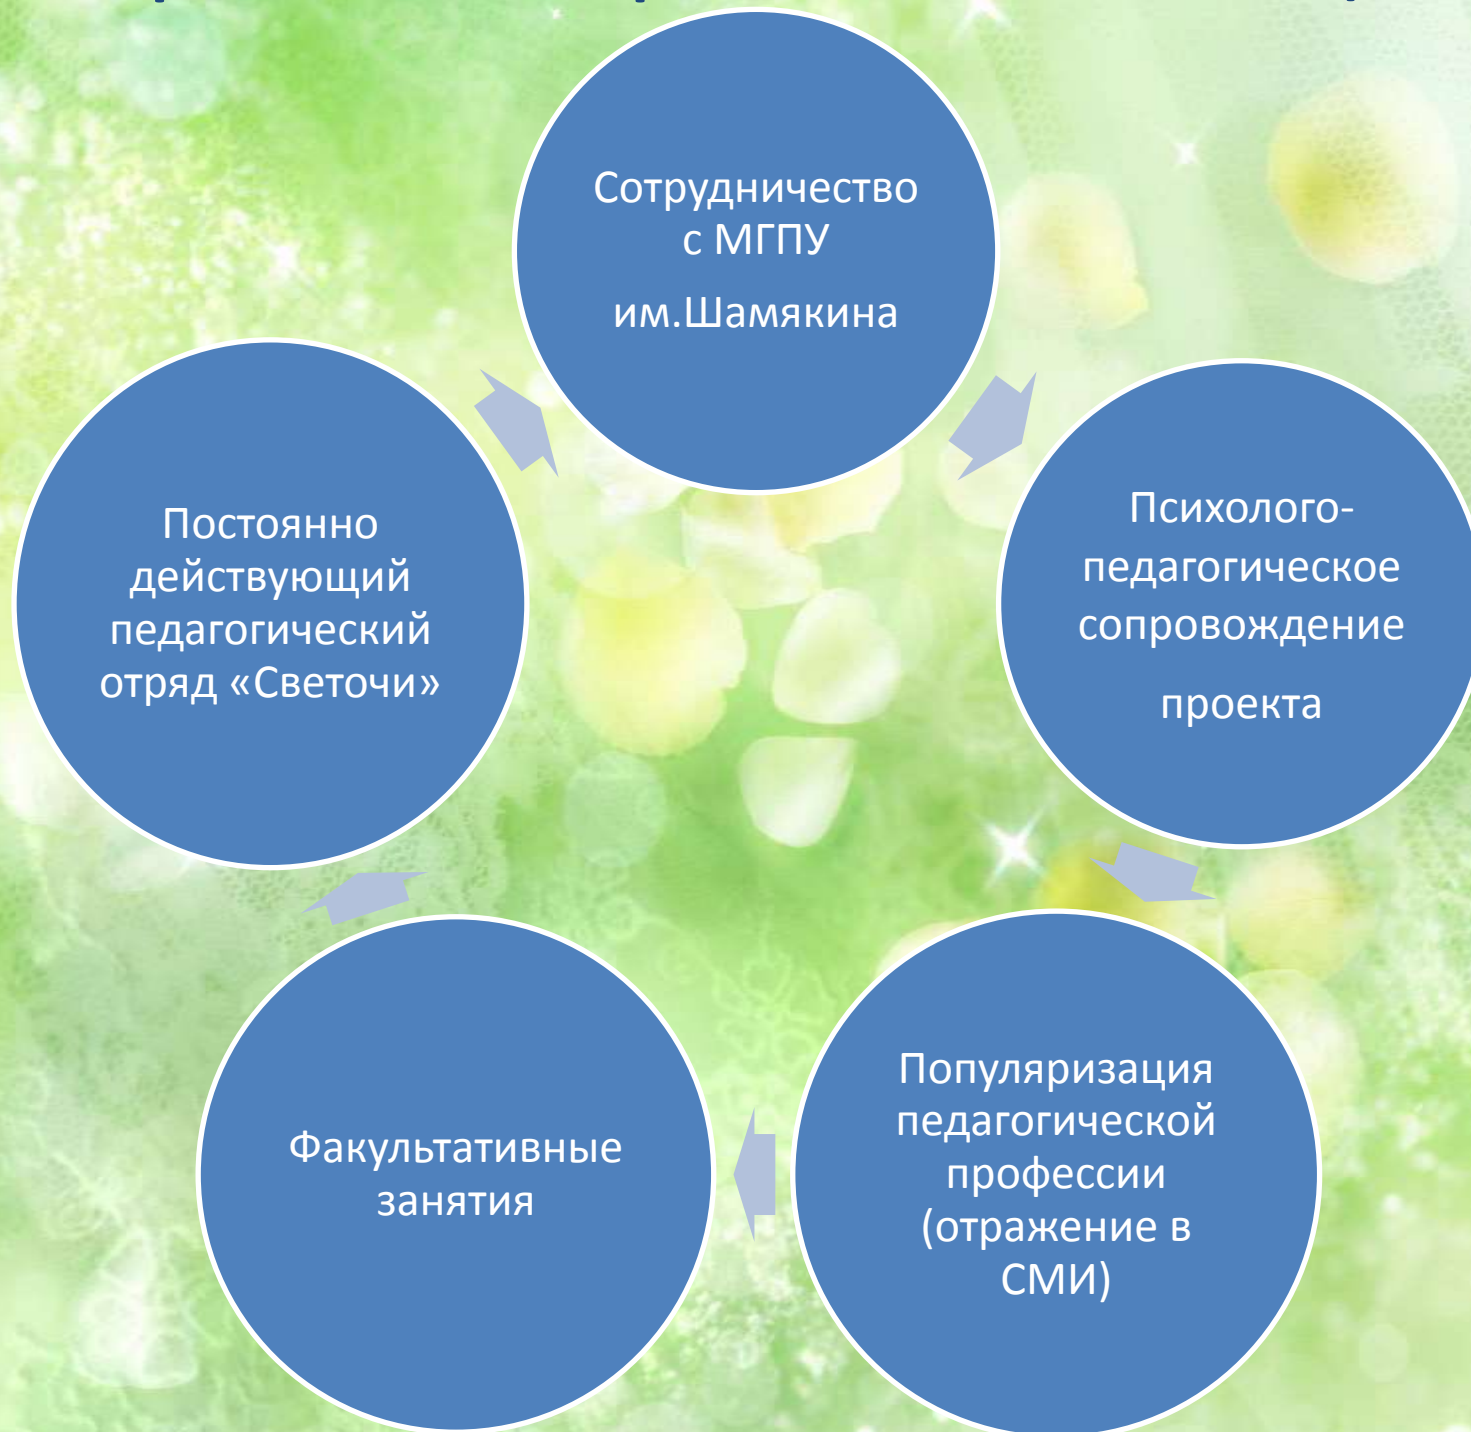 Сотрудничество
с МГПУ
им.Шамякина
Психолого-
педагогическое
сопровождение
проекта
Популяризация
педагогической
профессии
(отражение в
СМИ)
Факультативные
занятия
Постоянно
действующий
педагогический
отряд «Светочи»